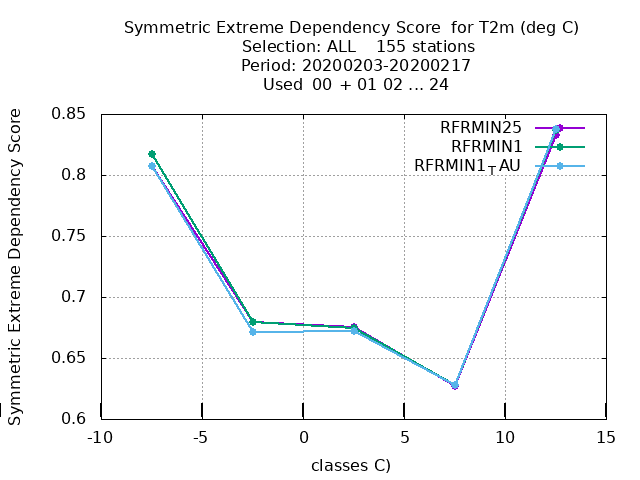 Symmetric Extreme Dependency Score for T2m (deg C)
Selection: ALL 155 stations
Period: 20200203-20200217
Used 00 + 01 02 ... 24
Symmetric Extreme Dependency Score
0.85
0.8
0.75
0.7
0.65
0.6
RFRMIN25
RFRMIN1
RFRMIN1TAU
-10 -5 0 5 10 15
classes C)